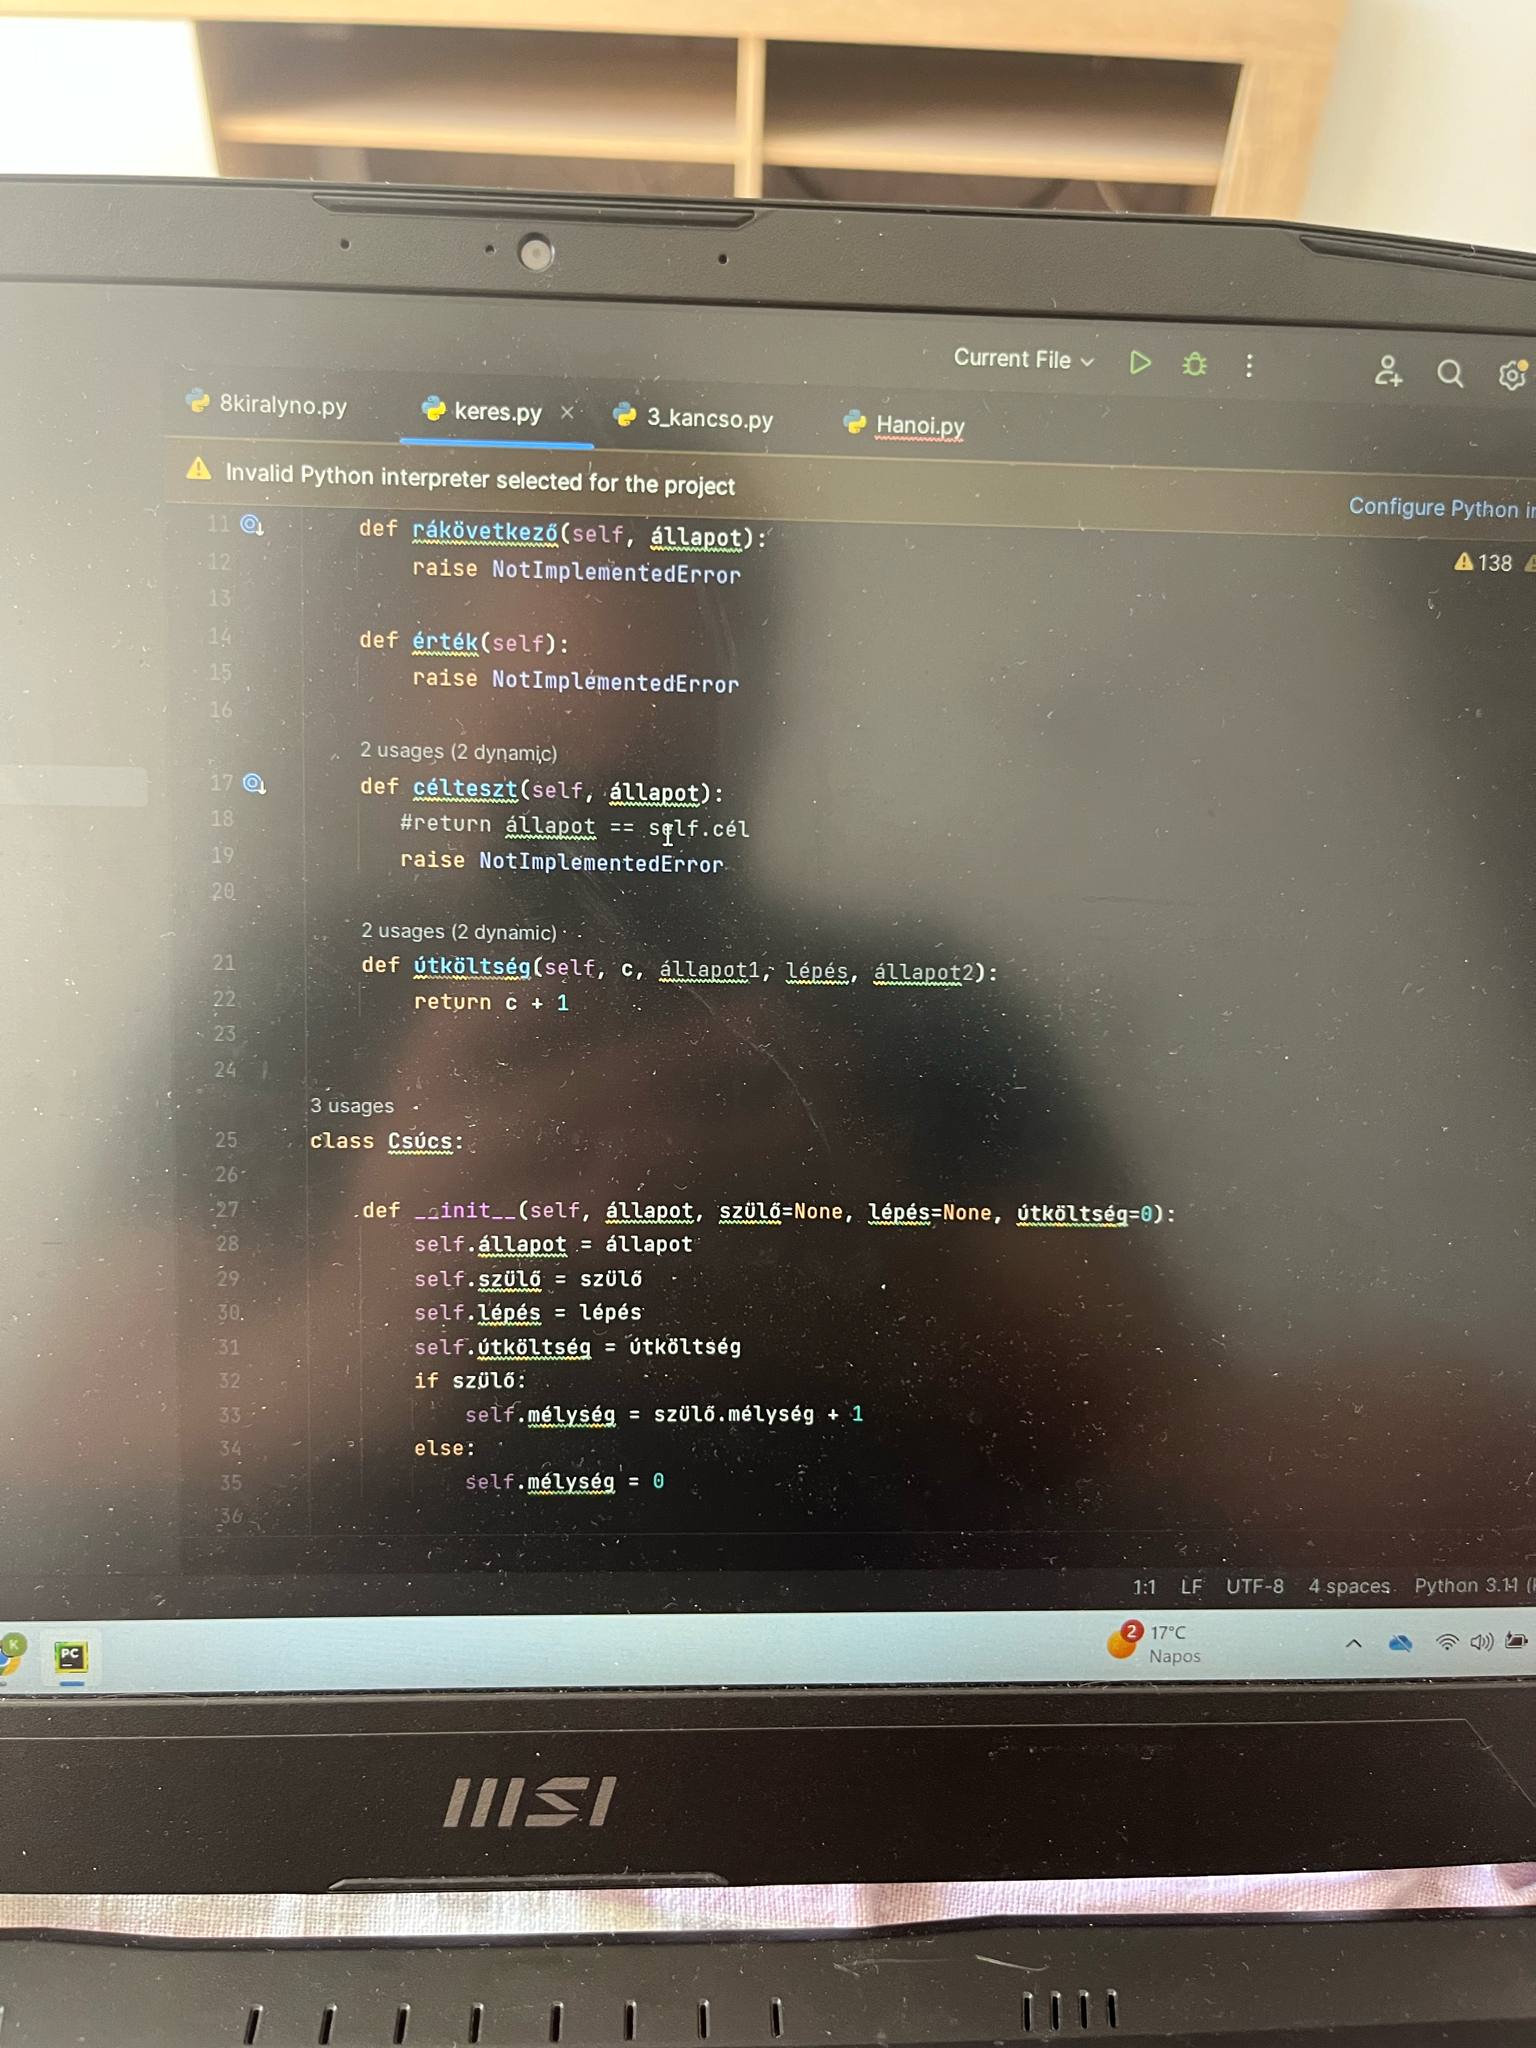 Current File
8kiralyno.py
keres.py
3_kancso.py
Hanoi.py
Invalid Python interpreter selected for the project
Configure Python
138
11 def rákövetkező(self, állapot):
12 raise NotImplementedError
13
14 def érték(self):
15 raise NotImplementedError
16
2 usages (2 dynamic)
17 def célteszt(self, állapot):
18 #return állapot == self.cél
19 raise NotImplementedError
20
2 usages (2 dynamic)
21 def útköltség(self, c, állapot1, lépés, állapot2):
22 return c + 1
23
24
3 usages
25 class Csúcs:
26
27 def __init__(self, állapot, szülő=None, lépés=None, útköltség=0):
28 self.állapot = állapot
29 self.szülő = szülő
30 self.lépés = lépés
31 self.útköltség = útköltség
32 if szülő:
33 self.mélység = szülő.mélység + 1
34 else:
35 self.mélység = 0
36
1:1 LF UTF-8 4 spaces Python 3.11
K
PC
2
17°C
Napos
msi